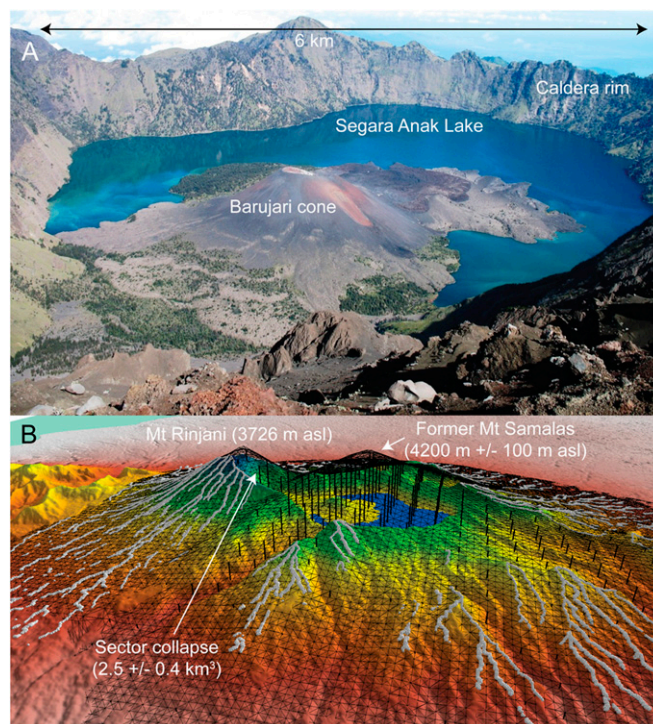 A
6 km
Caldera rim
Segara Anak Lake
Barujari cone
B
Mt Rinjani (3726 m asl)
Former Mt Samalas
(4200 m +/- 100 m asl)
Sector collapse
(2.5 +/- 0.4 km³)